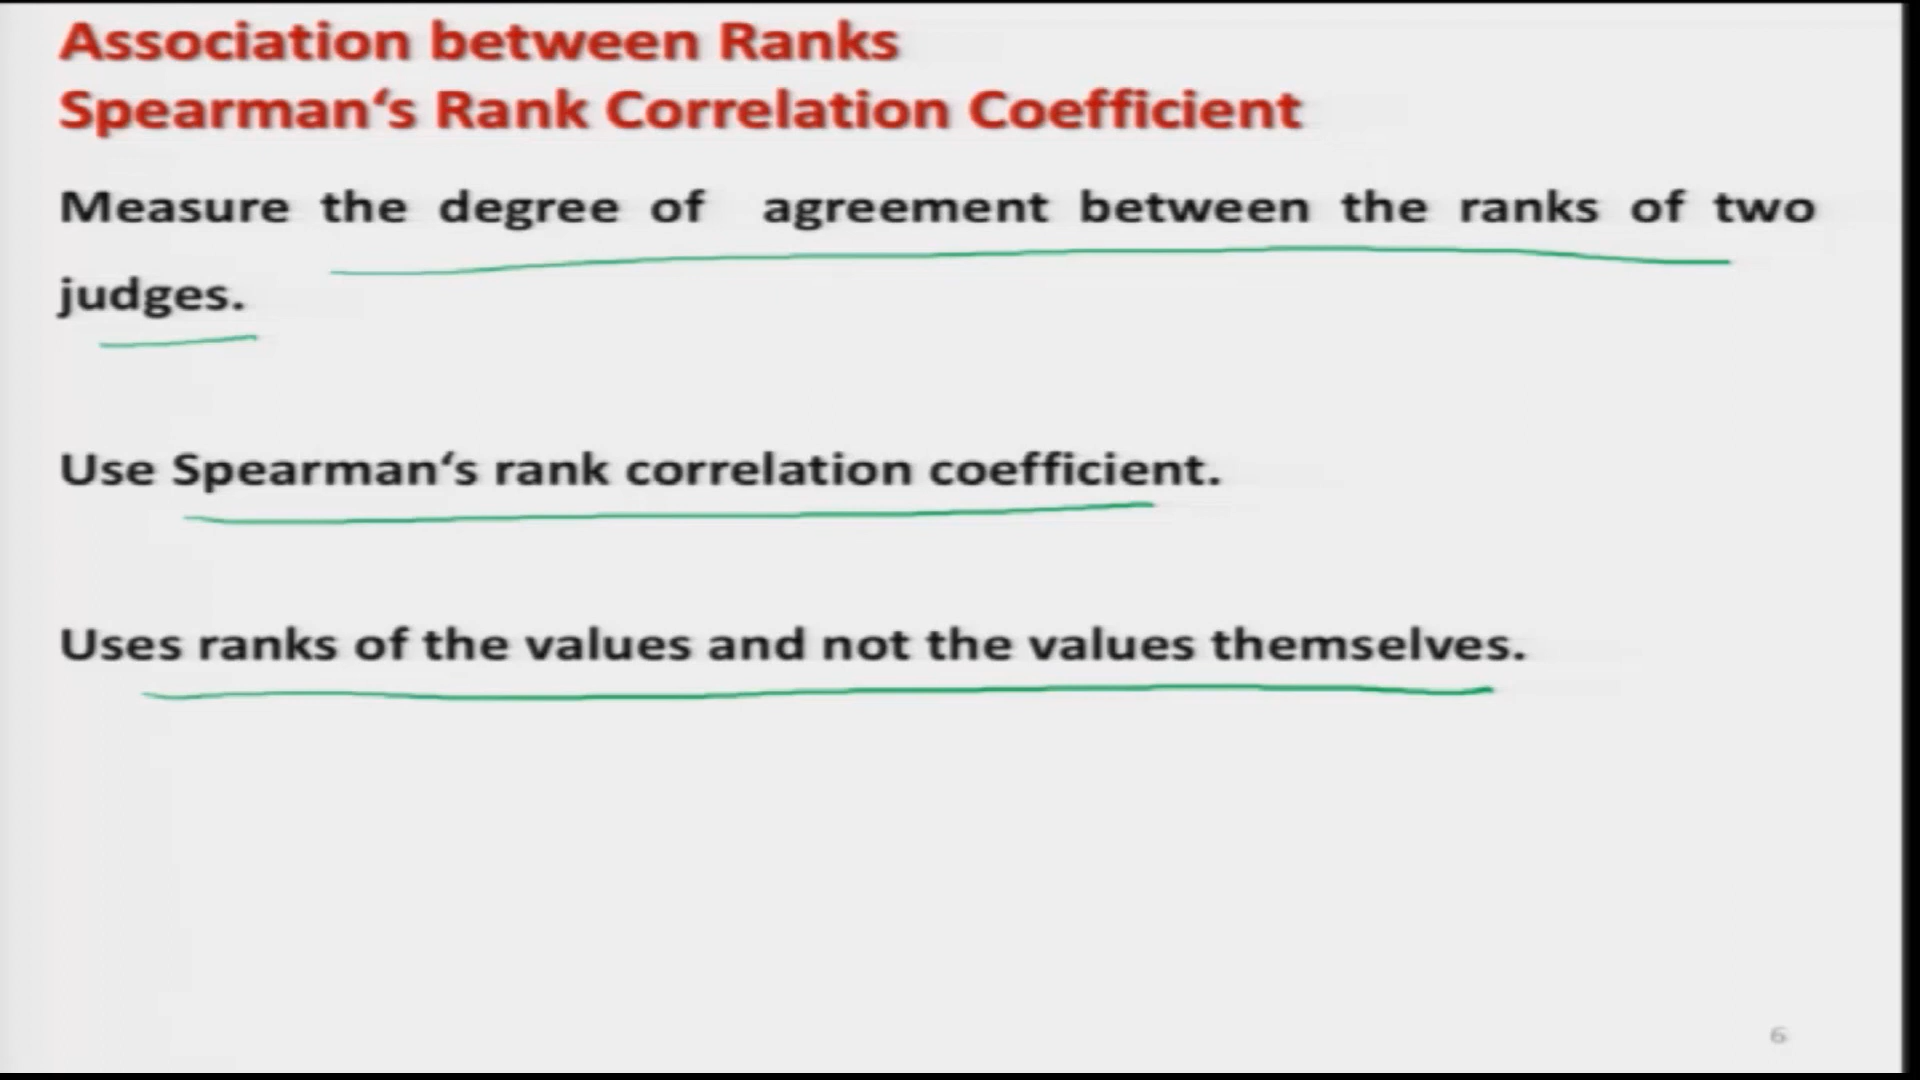 Association between Ranks
Spearman‘s Rank Correlation Coefficient
Measure the degree of agreement between the ranks of two
judges.
Use Spearman‘s rank correlation coefficient.
Uses ranks of the values and not the values themselves.
6